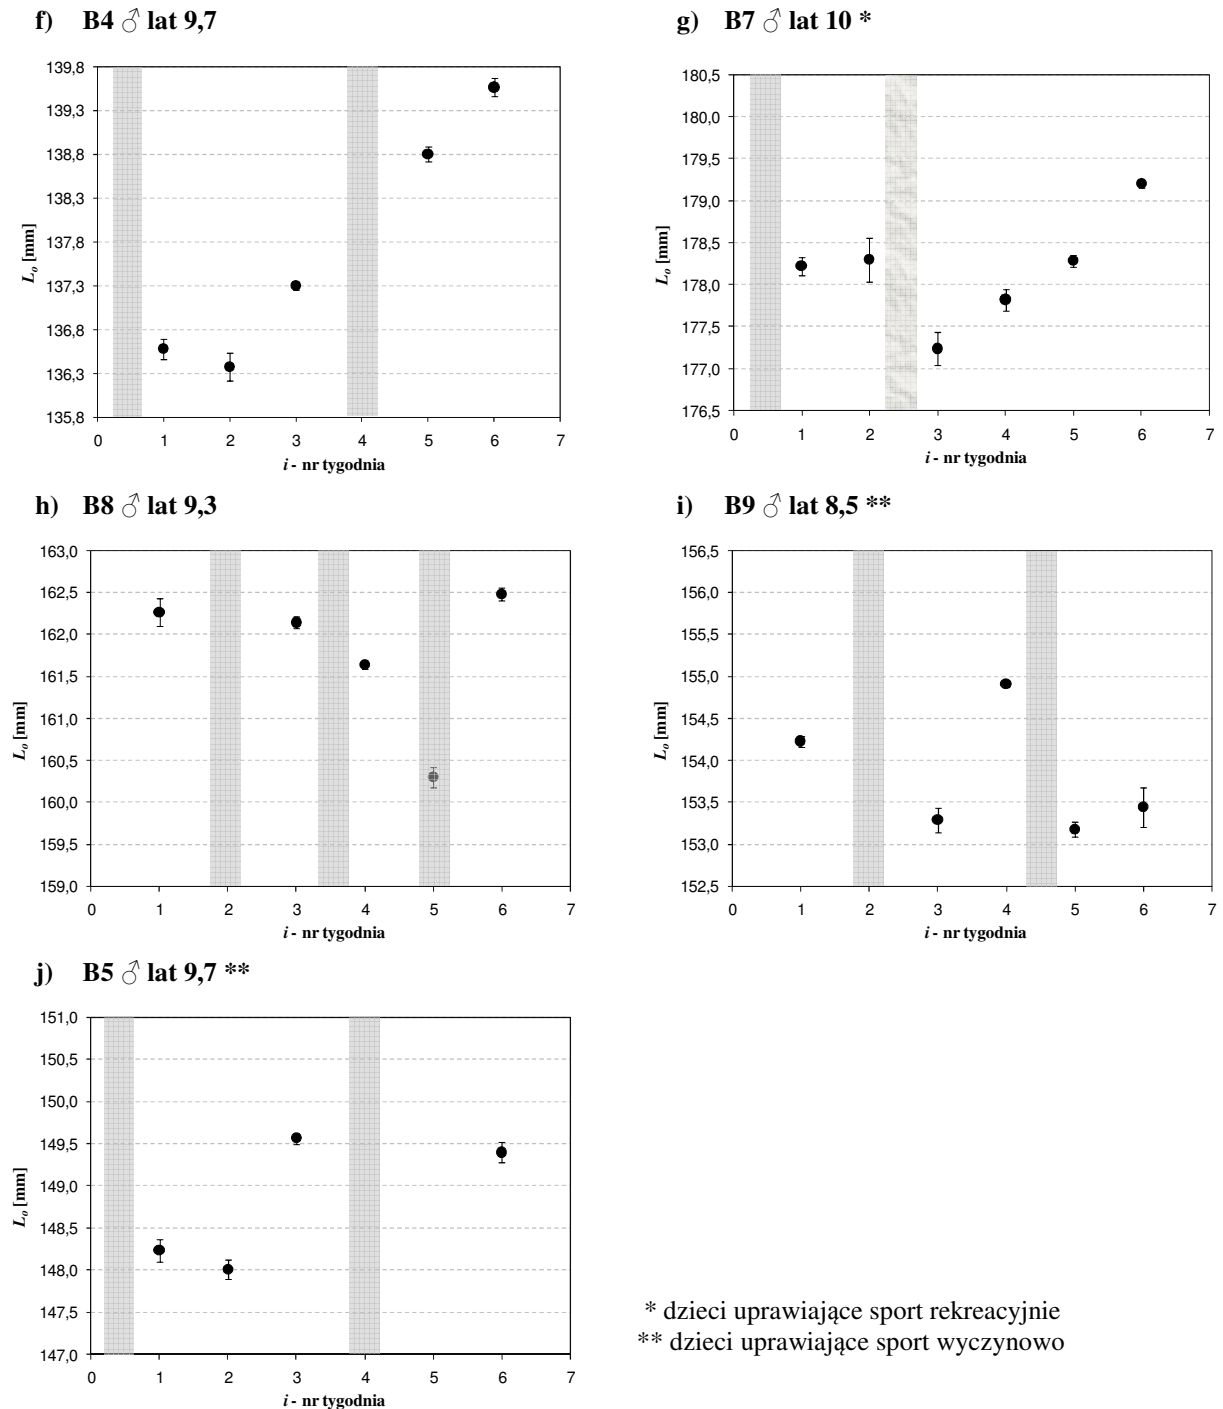 f) B4 ♂ lat 9,7
139,8
139,3
138,8
138,3
137,8
137,3
136,8
136,3
135,8
L_o [mm]
0 1 2 3 4 5 6 7
i - nr tygodnia
g) B7 ♂ lat 10 *
180,5
180,0
179,5
179,0
178,5
178,0
177,5
177,0
176,5
L_o [mm]
0 1 2 3 4 5 6 7
i - nr tygodnia
h) B8 ♂ lat 9,3
163,0
162,5
162,0
161,5
161,0
160,5
160,0
159,5
159,0
L_o [mm]
0 1 2 3 4 5 6 7
i - nr tygodnia
i) B9 ♂ lat 8,5 **
156,5
156,0
155,5
155,0
154,5
154,0
153,5
153,0
152,5
L_o [mm]
0 1 2 3 4 5 6 7
i - nr tygodnia
j) B5 ♂ lat 9,7 **
151,0
150,5
150,0
149,5
149,0
148,5
148,0
147,5
147,0
L_o [mm]
0 1 2 3 4 5 6 7
i - nr tygodnia
* dzieci uprawiające sport rekreacyjnie
** dzieci uprawiające sport wyczynowo